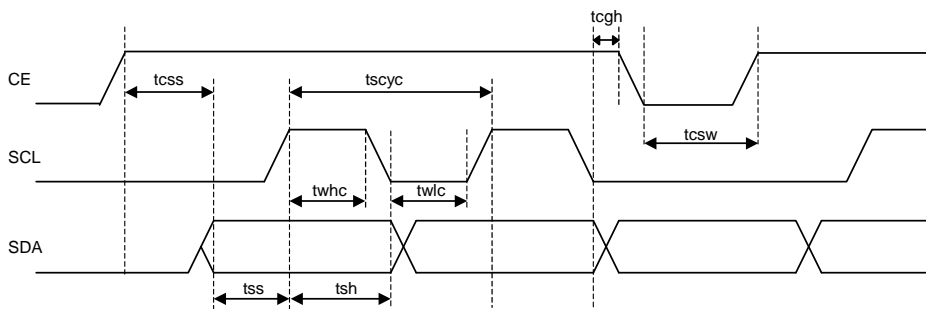 tcgh
CE
tcss
tscyc
tcsw
SCL
twhc
twlc
SDA
tss
tsh